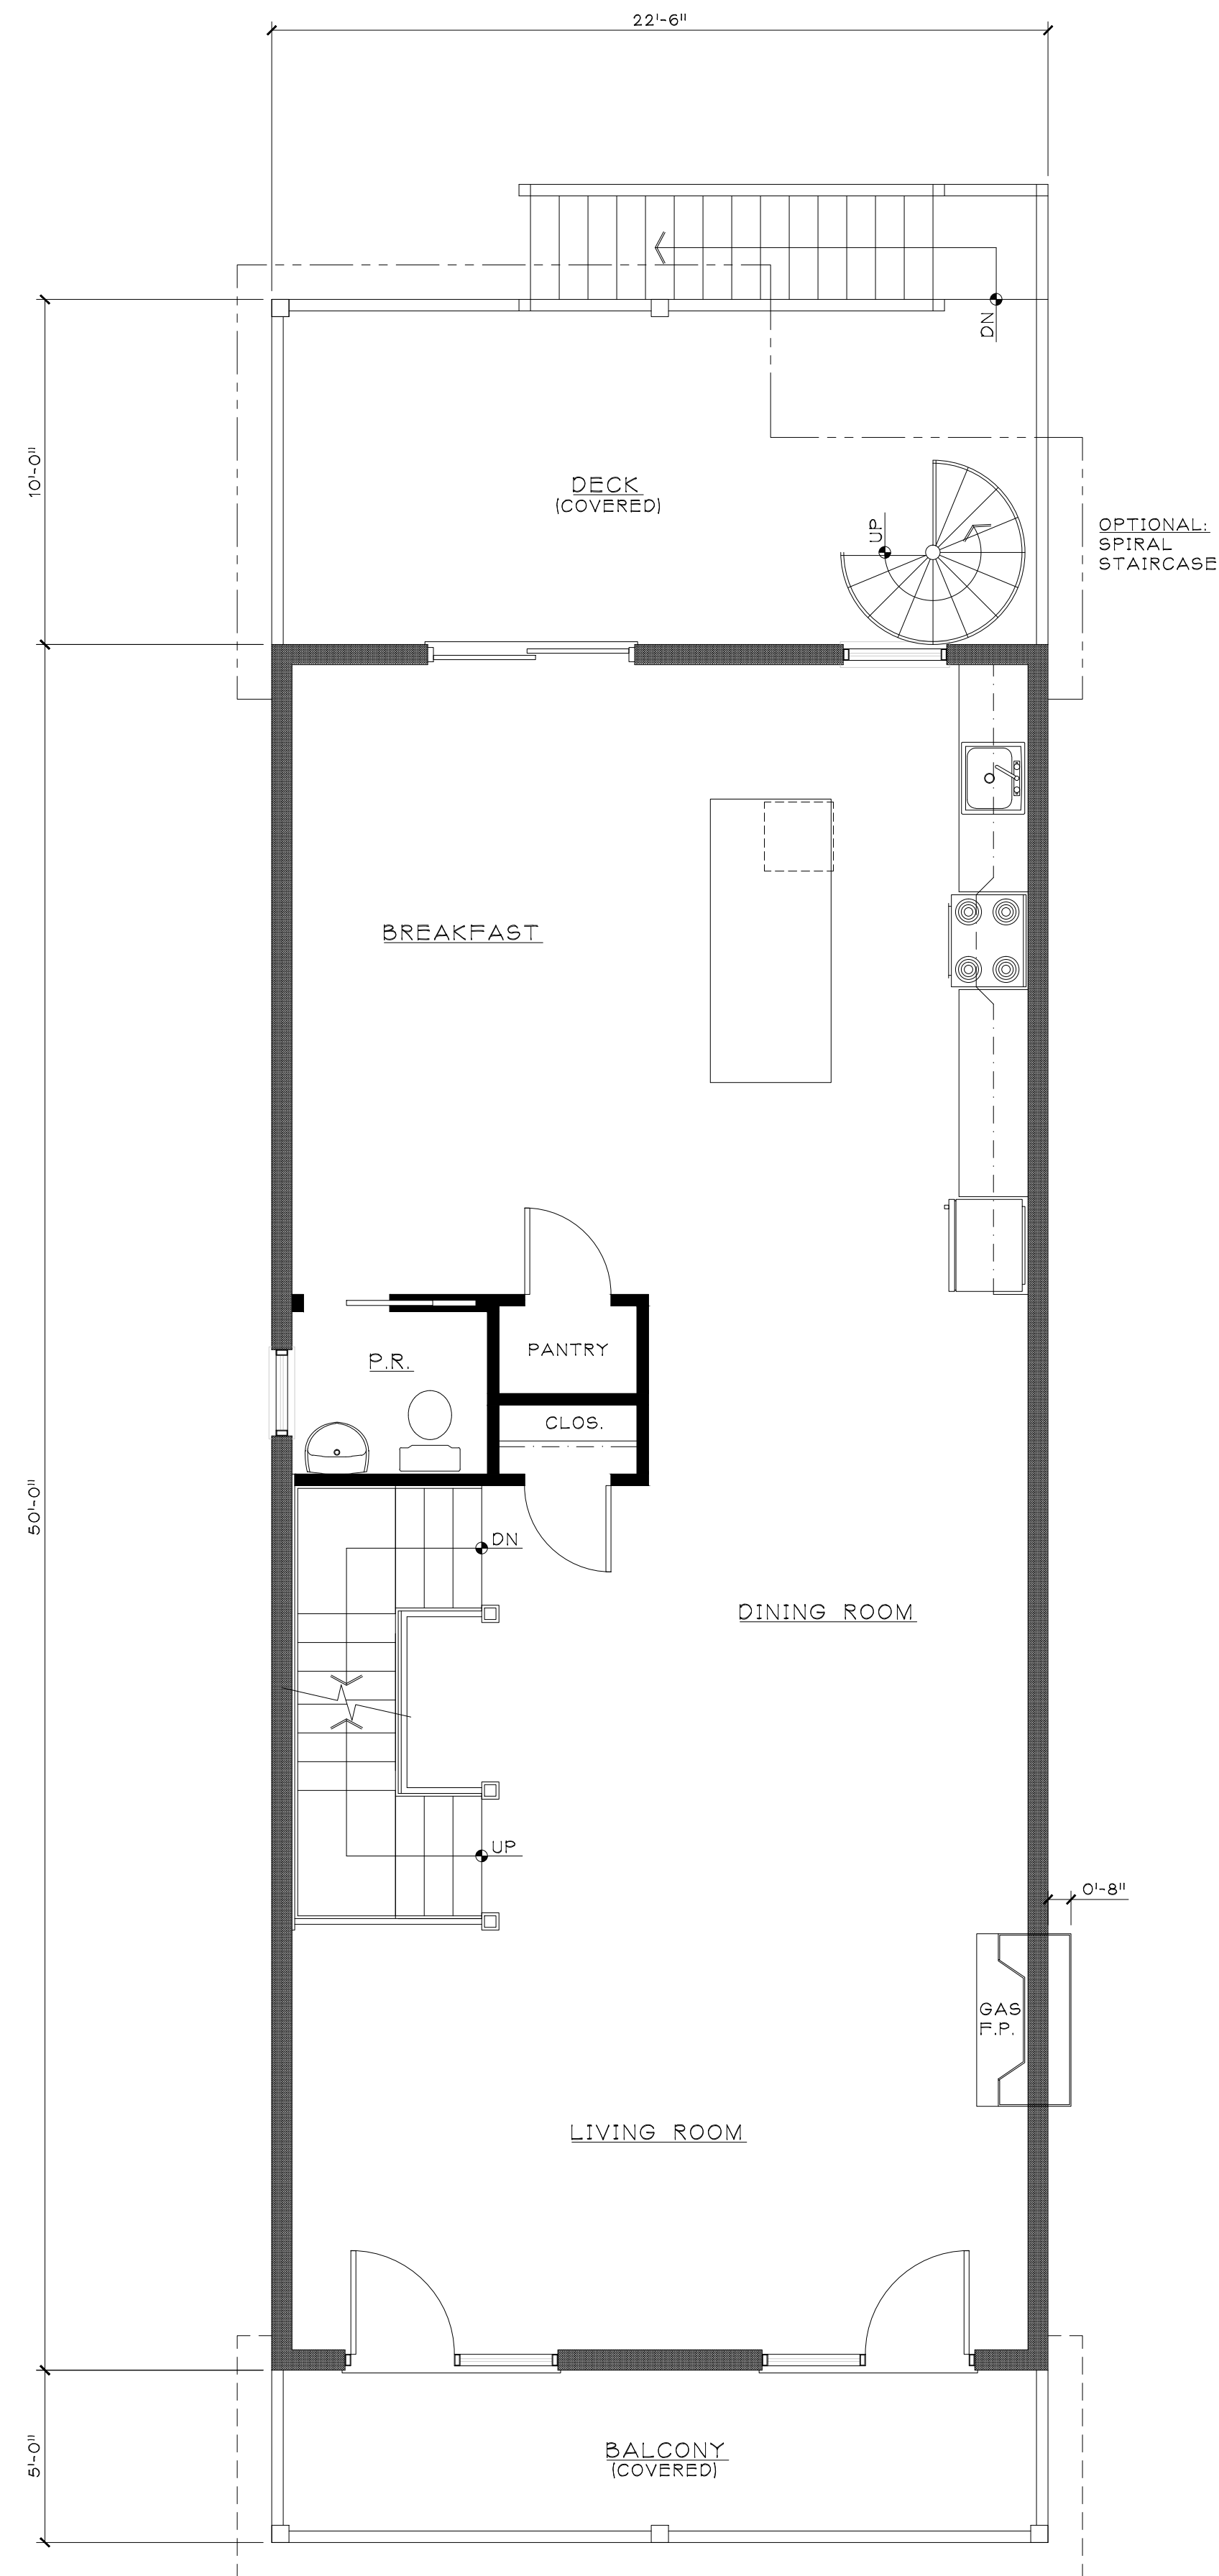 22'-6"
DN
10'-0"
DECK
(COVERED)
UP
OPTIONAL:
SPIRAL
STAIRCASE
BREAKFAST
PANTRY
P.R.
CLOS.
50'-0"
DN
DINING ROOM
UP
0'-8"
GAS
F.P.
LIVING ROOM
5'-0"
BALCONY
(COVERED)